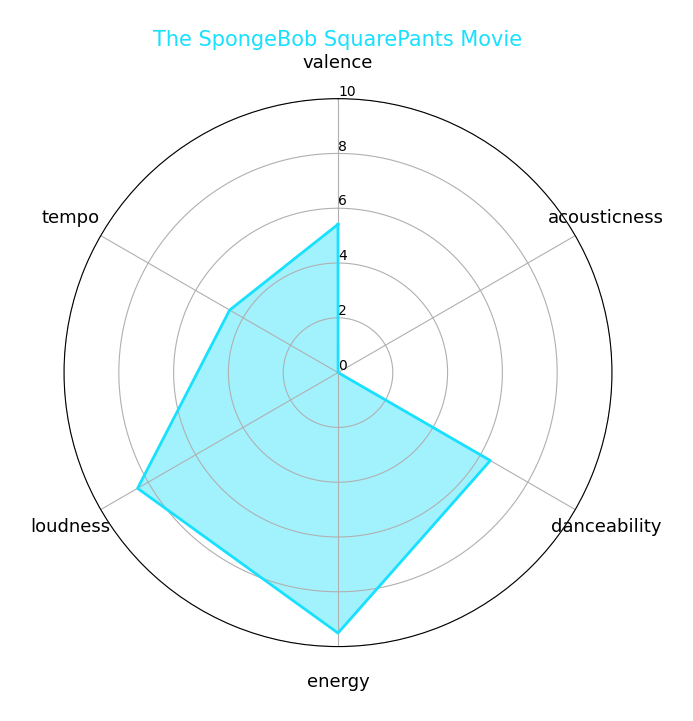 The SpongeBob SquarePants Movie
valence
10
8
tempo
6
acousticness
4
2
0
loudness
danceability
energy